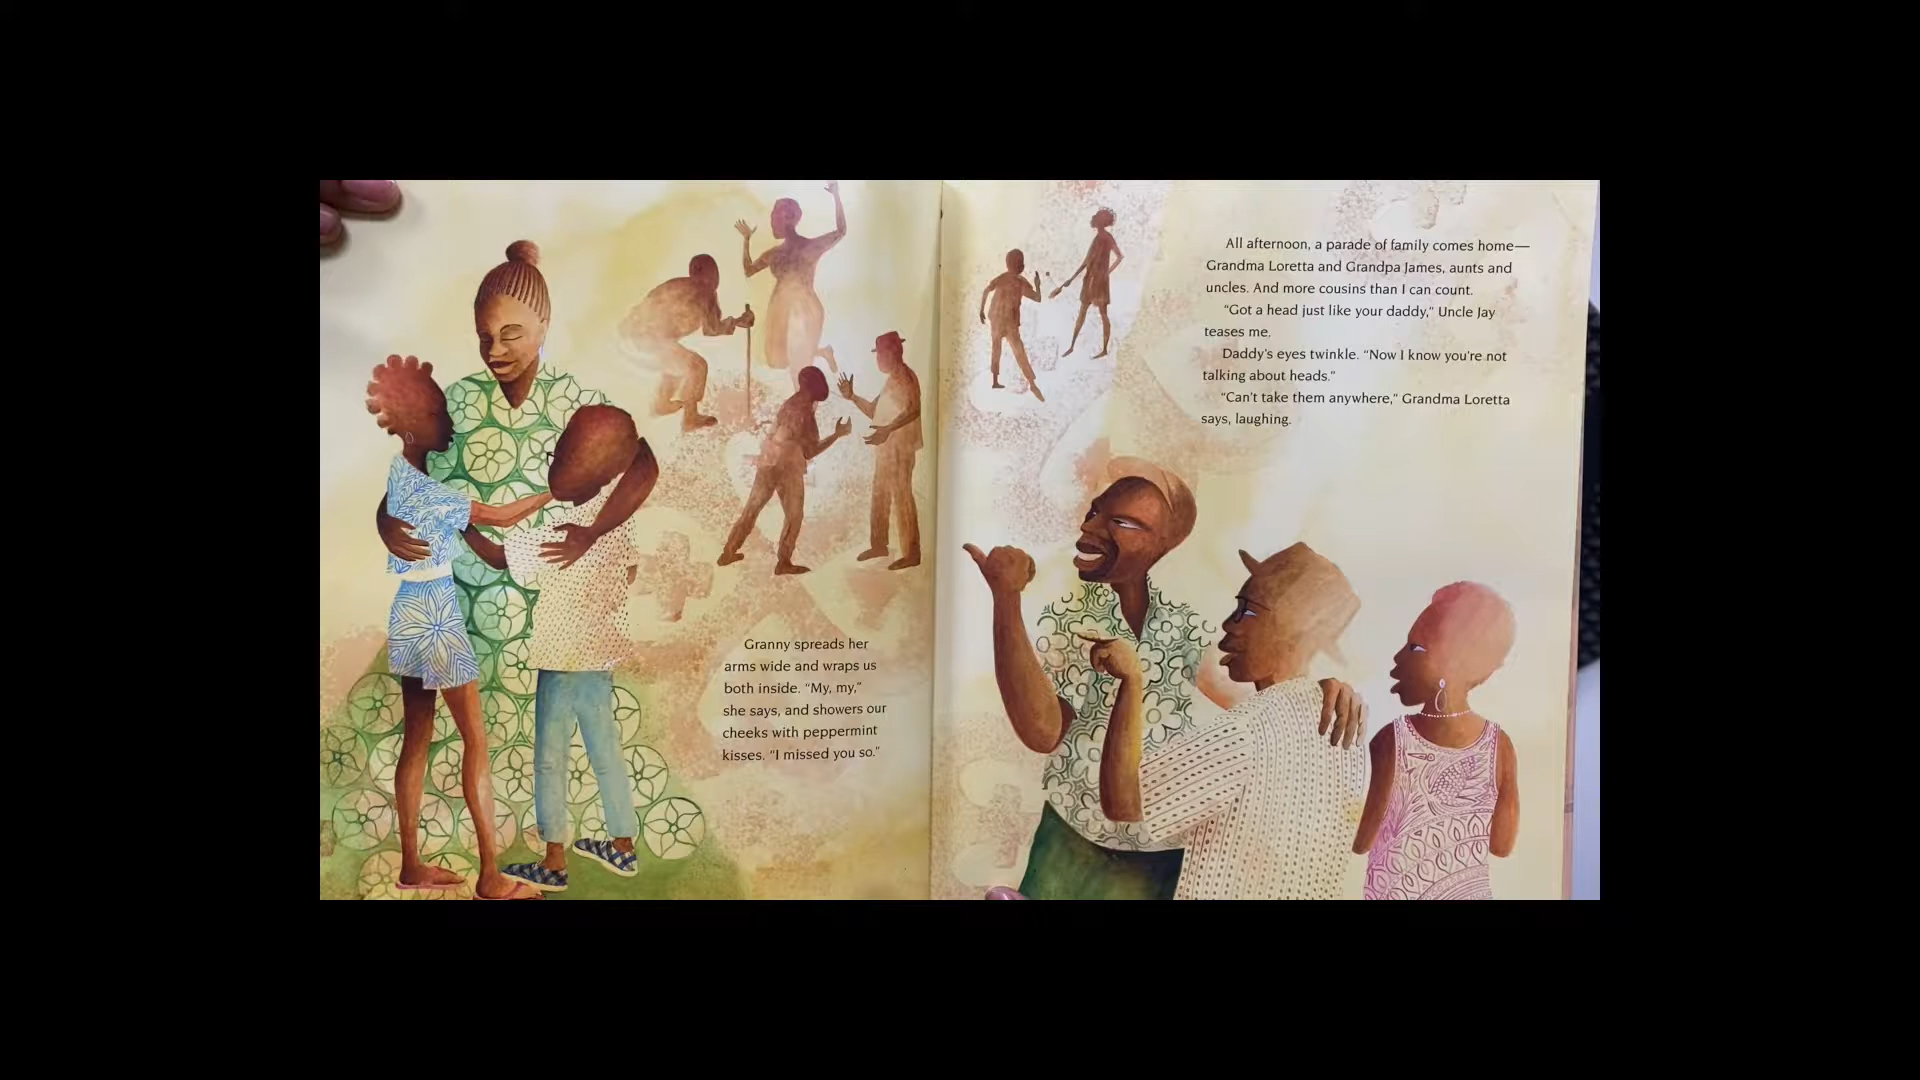 Granny spreads her
arms wide and wraps us
both inside. “My, my,”
she says, and showers our
cheeks with peppermint
kisses. “I missed you so.”
All afternoon, a parade of family comes home—
Grandma Loretta and Grandpa James, aunts and
uncles. And more cousins than I can count.
“Got a head just like your daddy,” Uncle Jay
teases me.
Daddy’s eyes twinkle. “Now I know you’re not
talking about heads.”
“Can’t take them anywhere,” Grandma Loretta
says, laughing.